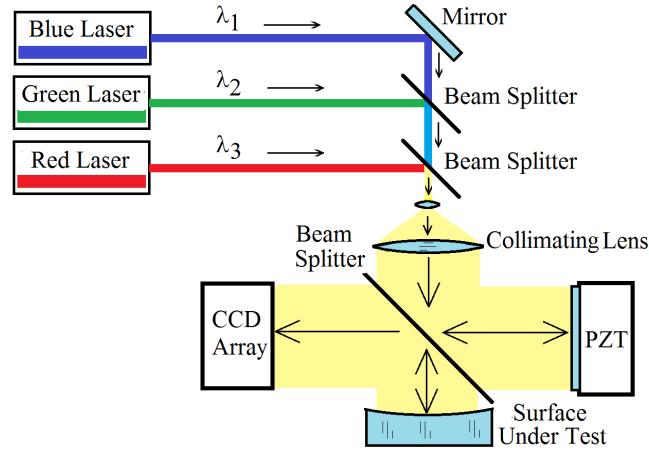 Blue Laser
λ1
Mirror
Green Laser
λ2
Beam Splitter
Red Laser
λ3
Beam Splitter
Beam
Splitter
Collimating Lens
CCD
Array
PZT
Surface
Under Test